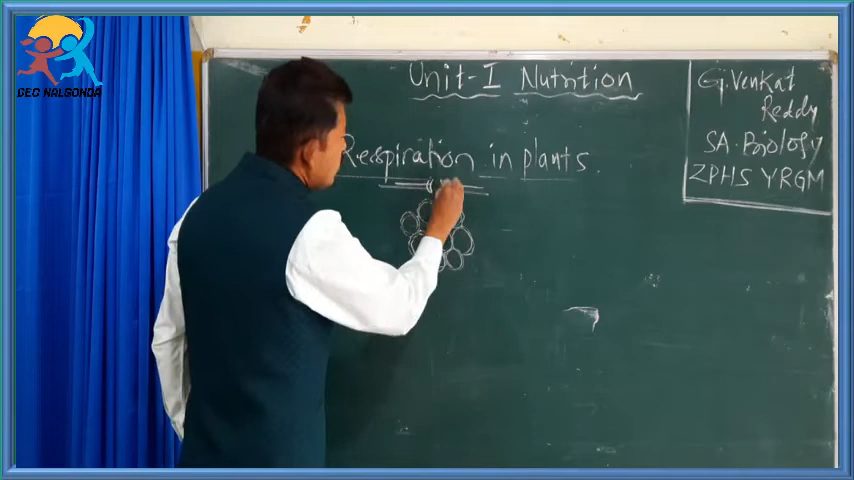 DEO NALGONDA
Unit-I Nutrition
Respiration in plants.
G. Venkat
Reddy
SA. Biology
ZPHS YRGM